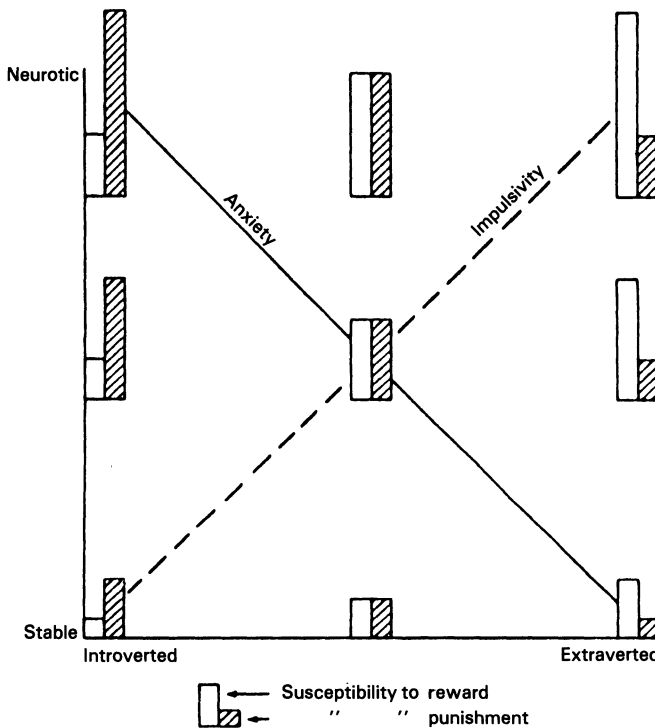 Neurotic
Anxiety
Impulsivity
Stable
Introverted
Extraverted
Susceptibility to reward
″ ″ punishment